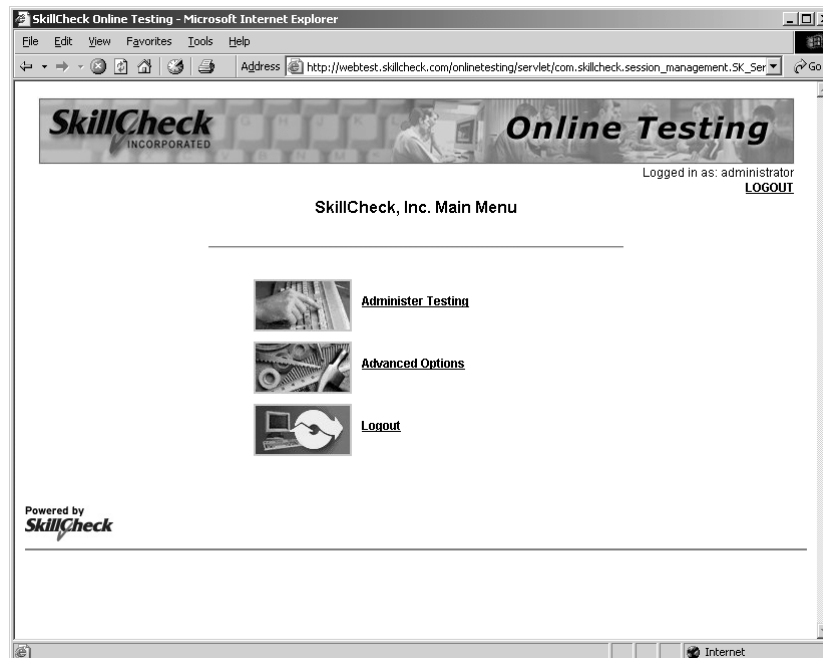 SkillCheck Online Testing - Microsoft Internet Explorer
File Edit View Favorites Tools Help
Address http://webtest.skillcheck.com/onlinetesting/servlet/com.skillcheck.session_management.SK_Ser Go
SkillCheck
INCORPORATED
Online Testing
Logged in as: administrator
LOGOUT
SkillCheck, Inc. Main Menu
Administer Testing
Advanced Options
Logout
Powered by
SkillCheck
Internet